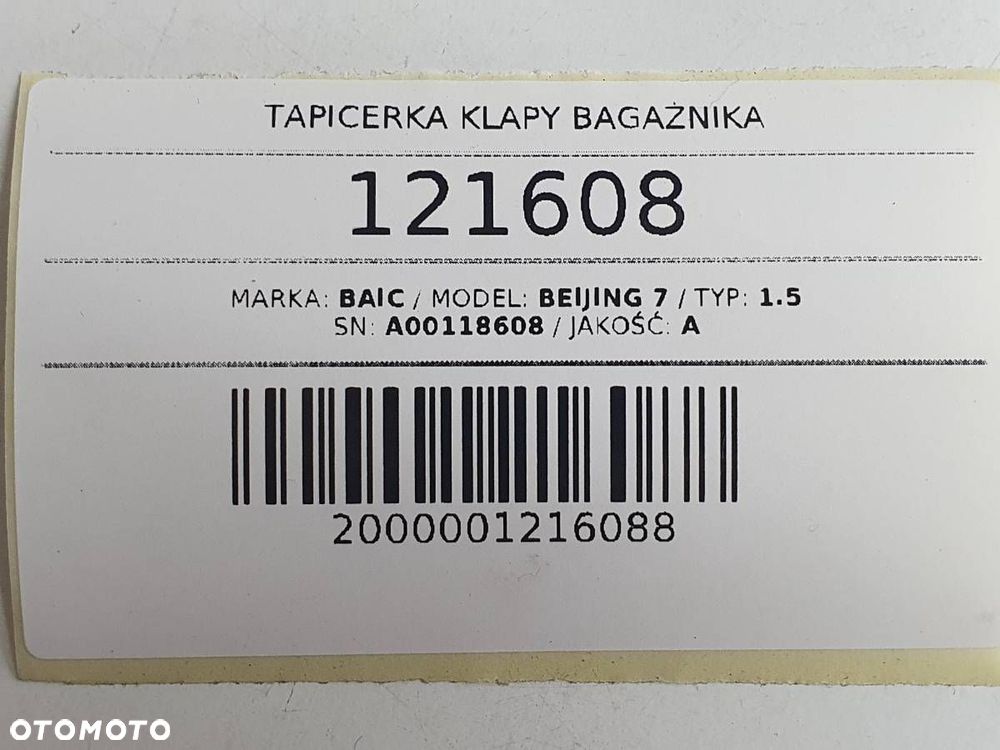 TAPICERKA KLAPY BAGAŻNIKA
121608
MARKA: BAIC / MODEL: BEIJING 7 / TYP: 1.5
SN: A00118608 / JAKOŚĆ: A
2000001216088
OTOMOTO